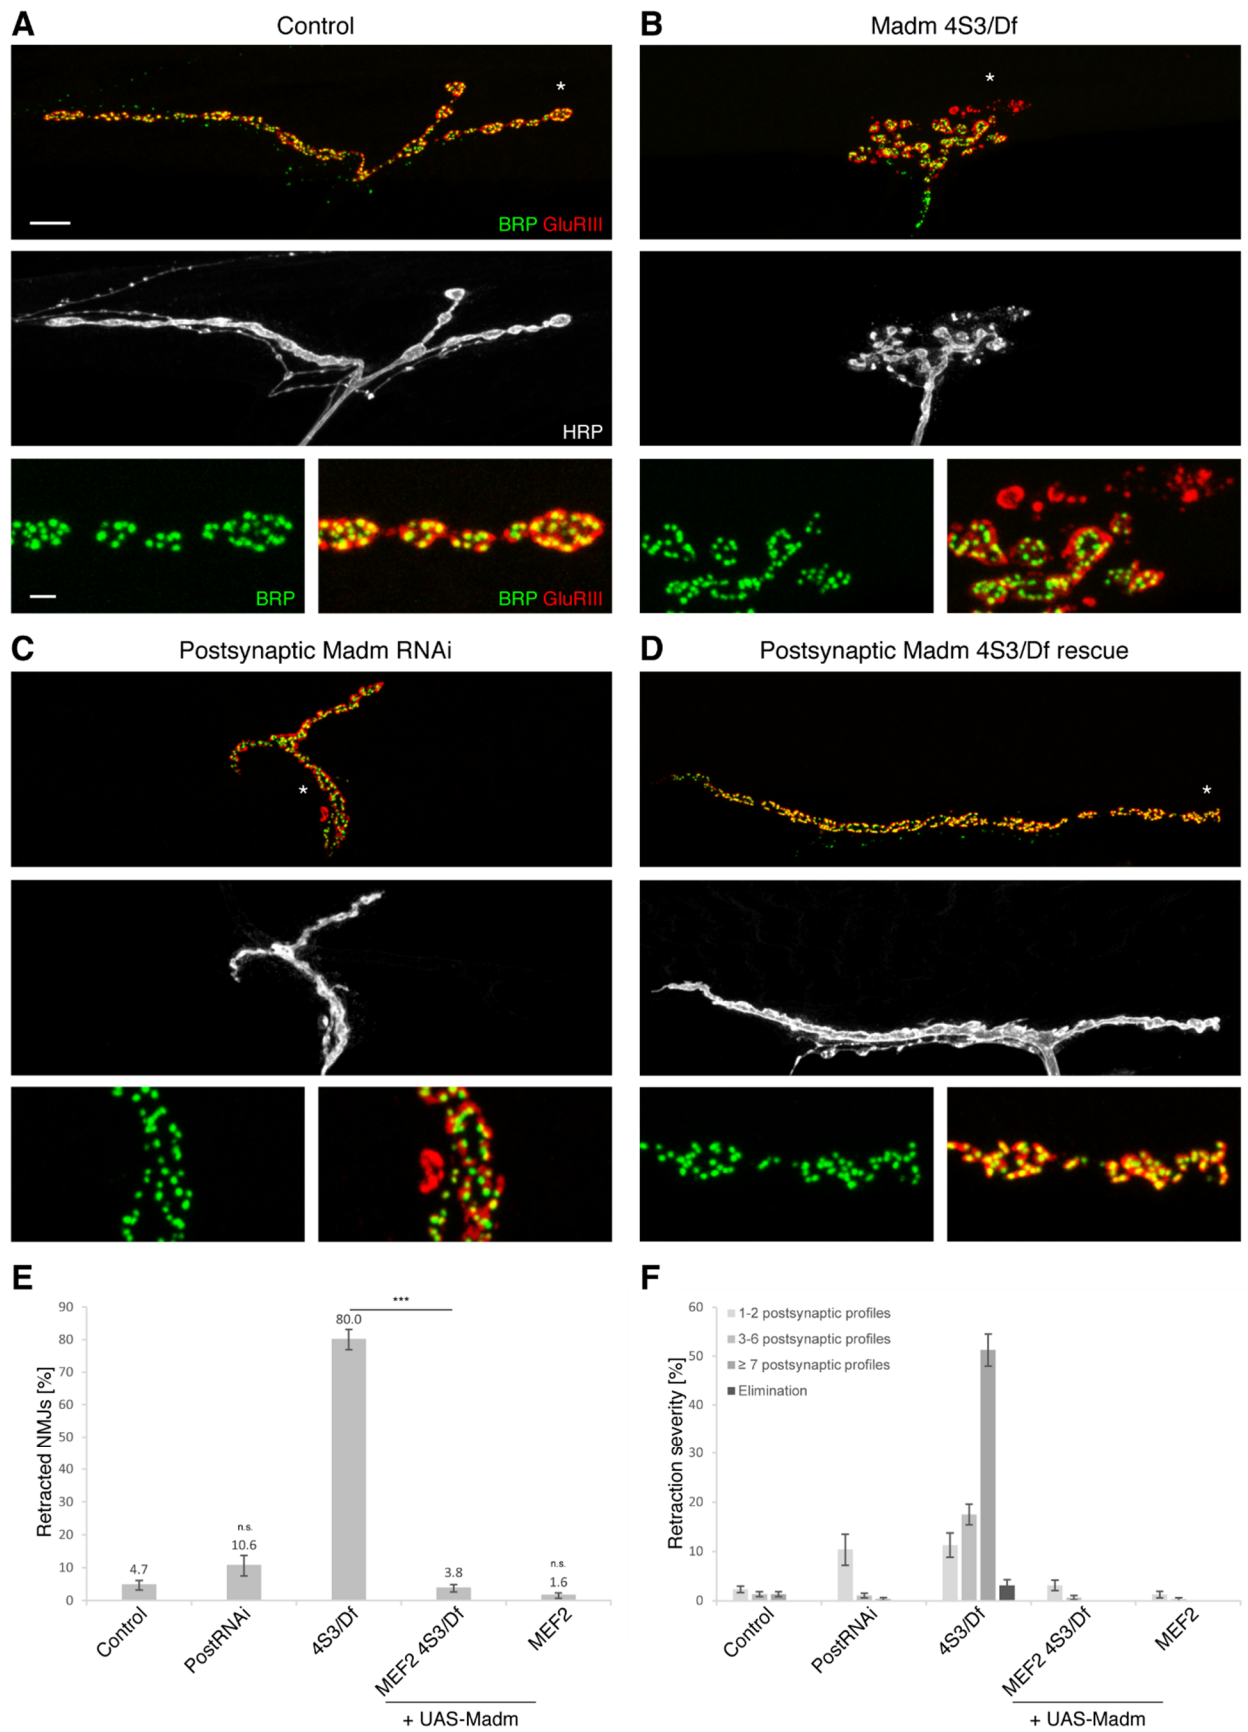 A Control
B Madm 4S3/Df
*
*
BRP GluRIII
HRP
BRP
BRP GluRIII
C Postsynaptic Madm RNAi
D Postsynaptic Madm 4S3/Df rescue
*
*
E
Retracted NMJs [%]
90
80
70
60
50
40
30
20
10
0
4.7
n.s.
10.6
80.0
***
3.8
n.s.
1.6
Control
PostRNAi
4S3/Df
MEF2 4S3/Df
MEF2
+ UAS-Madm
F
Retraction severity [%]
60
50
40
30
20
10
0
1-2 postsynaptic profiles
3-6 postsynaptic profiles
≥ 7 postsynaptic profiles
Elimination
Control
PostRNAi
4S3/Df
MEF2 4S3/Df
MEF2
+ UAS-Madm